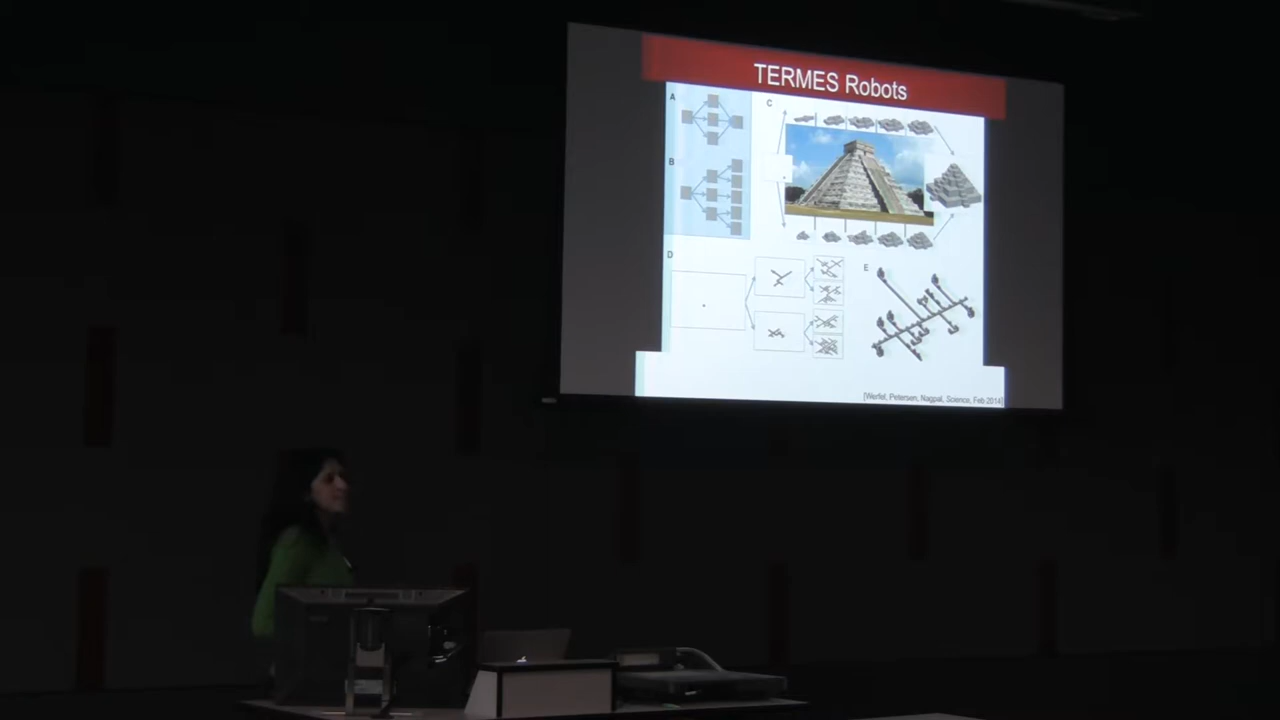 TERMES Robots
A
C
B
D
E
[Werfel, Petersen, Nagpal, Science, Feb 2014]